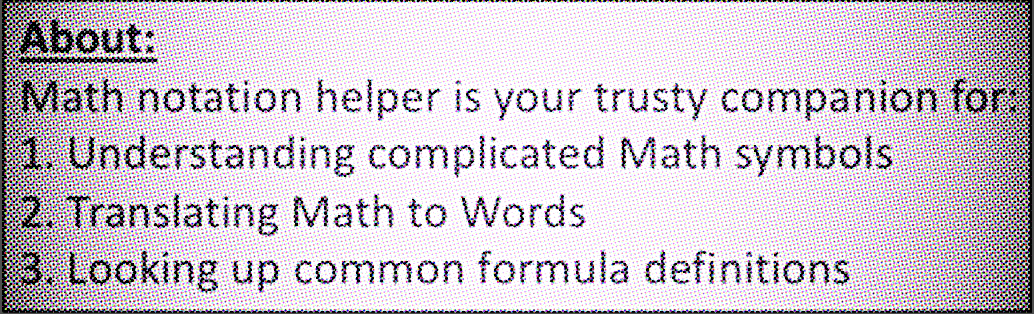 About:
Math notation helper is your trusty companion for:
1. Understanding complicated Math symbols
2. Translating Math to Words
3. Looking up common formula definitions